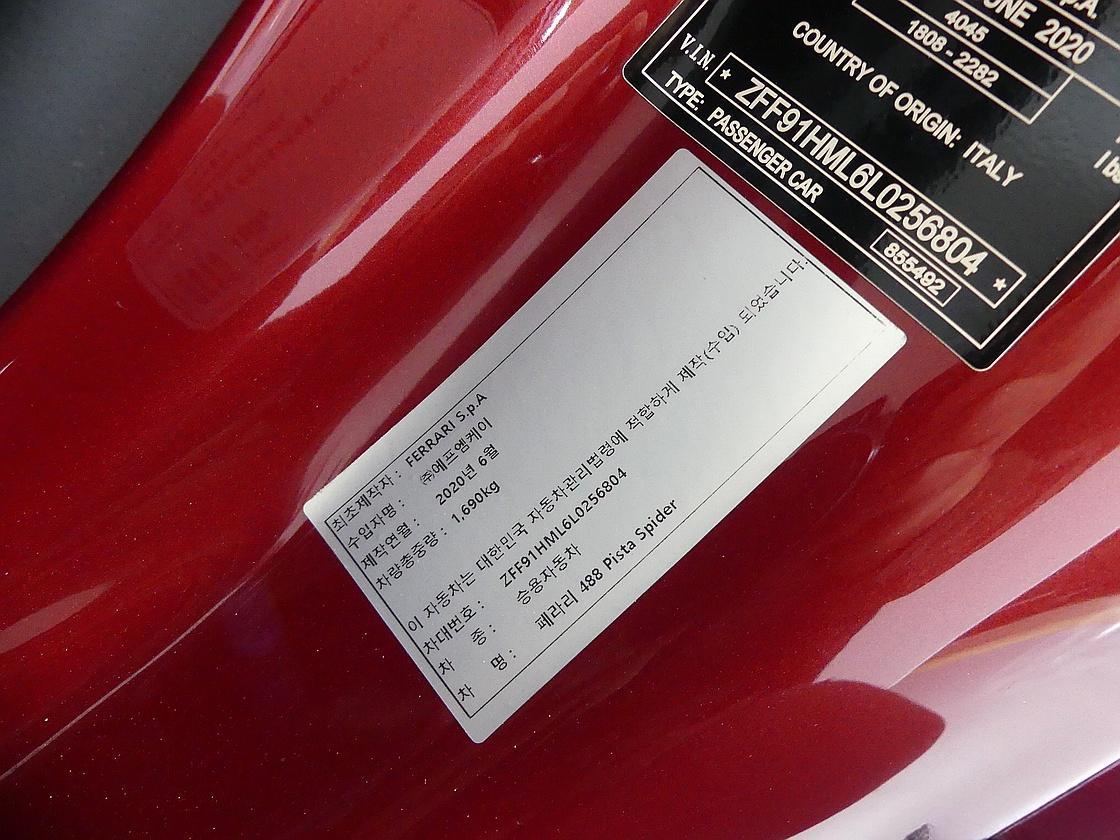 JUNE 2020
4045
1808 - 2282
COUNTRY OF ORIGIN: ITALY
V.I.N.
★ ZFF91HML6L0256804 ★
TYPE: PASSENGER CAR
855492
최초제작자 : FERRARI S.p.A
수입자명 : ㈜에프엠케이
제작연월 : 2020년 6월
차량총중량 : 1,690kg
이 자동차는 대한민국 자동차관리법령에 적합하게 제작(수입) 되었습니다.
차대번호 : ZFF91HML6L0256804
차 종 : 승용자동차
차 명 : 페라리 488 Pista Spider